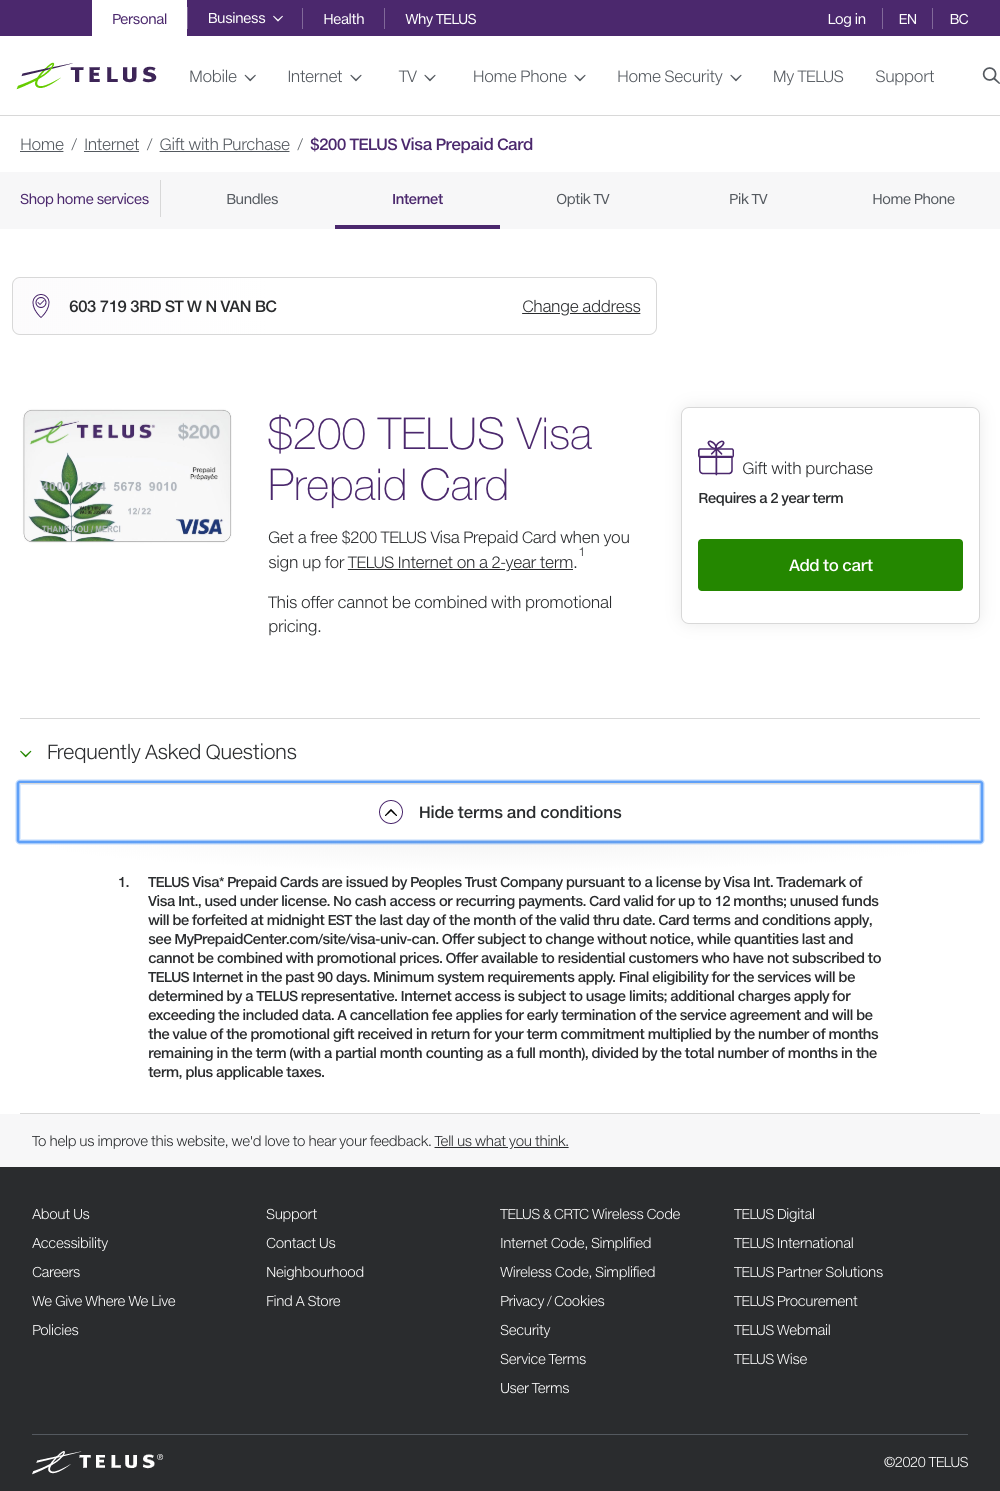 Personal Business Health Why TELUS Log in EN BC
TELUS Mobile Internet TV Home Phone Home Security My TELUS Support
Home / Internet / Gift with Purchase / $200 TELUS Visa Prepaid Card
Shop home services Bundles Internet Optik TV Pik TV Home Phone
603 719 3RD ST W N VAN BC Change address
TELUS® $200
Prepaid
Prépayée
4000 1234 5678 9010
12/22
THANK YOU / MERCI
VISA
$200 TELUS Visa
Prepaid Card
Get a free $200 TELUS Visa Prepaid Card when you
sign up for TELUS Internet on a 2-year term.1
This offer cannot be combined with promotional
pricing.
Gift with purchase
Requires a 2 year term
Add to cart
Frequently Asked Questions
Hide terms and conditions
1. TELUS Visa* Prepaid Cards are issued by Peoples Trust Company pursuant to a license by Visa Int. Trademark of
Visa Int., used under license. No cash access or recurring payments. Card valid for up to 12 months; unused funds
will be forfeited at midnight EST the last day of the month of the valid thru date. Card terms and conditions apply,
see MyPrepaidCenter.com/site/visa-univ-can. Offer subject to change without notice, while quantities last and
cannot be combined with promotional prices. Offer available to residential customers who have not subscribed to
TELUS Internet in the past 90 days. Minimum system requirements apply. Final eligibility for the services will be
determined by a TELUS representative. Internet access is subject to usage limits; additional charges apply for
exceeding the included data. A cancellation fee applies for early termination of the service agreement and will be
the value of the promotional gift received in return for your term commitment multiplied by the number of months
remaining in the term (with a partial month counting as a full month), divided by the total number of months in the
term, plus applicable taxes.
To help us improve this website, we'd love to hear your feedback. Tell us what you think.
About Us
Accessibility
Careers
We Give Where We Live
Policies
Support
Contact Us
Neighbourhood
Find A Store
TELUS & CRTC Wireless Code
Internet Code, Simplified
Wireless Code, Simplified
Privacy / Cookies
Security
Service Terms
User Terms
TELUS Digital
TELUS International
TELUS Partner Solutions
TELUS Procurement
TELUS Webmail
TELUS Wise
TELUS®
©2020 TELUS